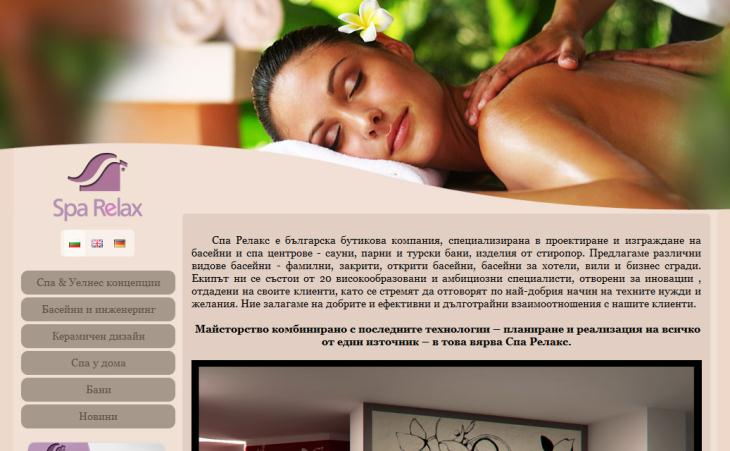 Spa Relax
Спа & Уелнес концепции
Басейни и инженеринг
Керамичен дизайн
Спа у дома
Бани
Новини
Спа Релакс е българска бутикова компания, специализирана в проектиране и изграждане на
басейни и спа центрове - сауни, парни и турски бани, изделия от стиропор. Предлагаме различни
видове басейни - фамилни, закрити, открити басейни, басейни за хотели, вили и бизнес сгради.
Екипът ни се състои от 20 високообразовани и амбициозни специалисти, отворени за иновации ,
отдадени на своите клиенти, като се стремят да отговорят по най-добрия начин на техните нужди и
желания. Ние залагаме на добрите и ефективни и дълготрайни взаимоотношения с нашите клиенти.
Майсторство комбинирано с последните технологии – планиране и реализация на всичко
от един източник – в това вярва Спа Релакс.